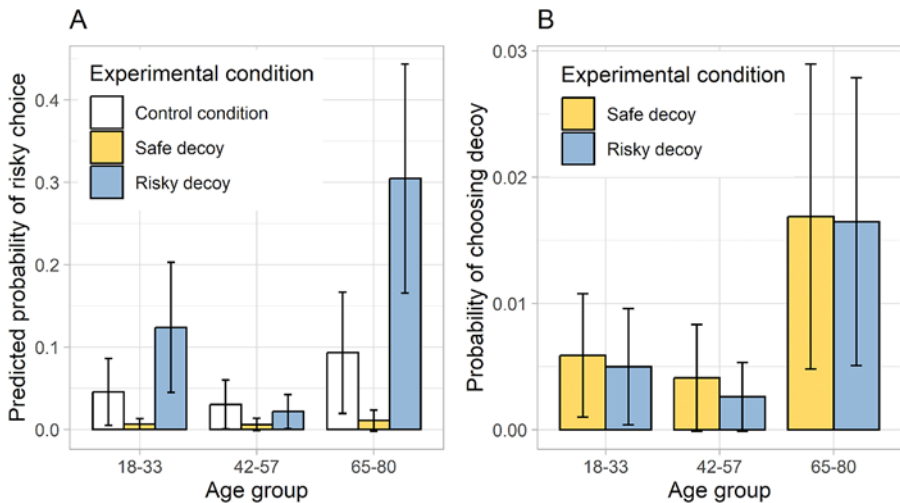 A
Predicted probability of risky choice
0.4
0.3
0.2
0.1
0.0
Experimental condition
Control condition
Safe decoy
Risky decoy
18-33
42-57
65-80
Age group
B
Probability of choosing decoy
0.03
0.02
0.01
0.00
Experimental condition
Safe decoy
Risky decoy
18-33
42-57
65-80
Age group